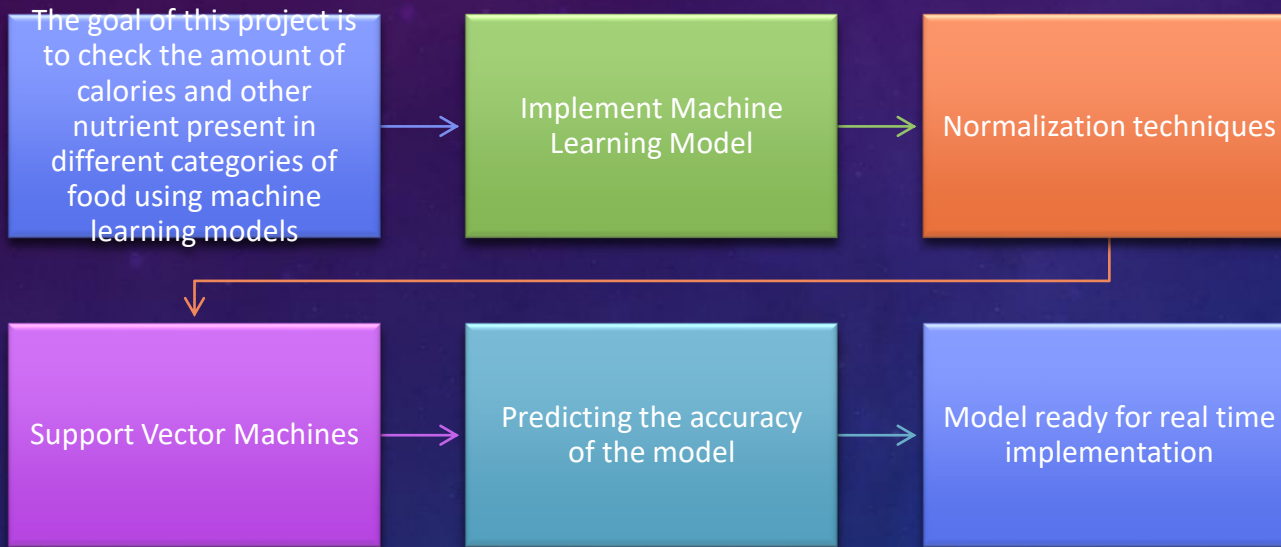 The goal of this project is
to check the amount of
calories and other
nutrient present in
different categories of
food using machine
learning models
Implement Machine
Learning Model
Normalization techniques
Support Vector Machines
Predicting the accuracy
of the model
Model ready for real time
implementation